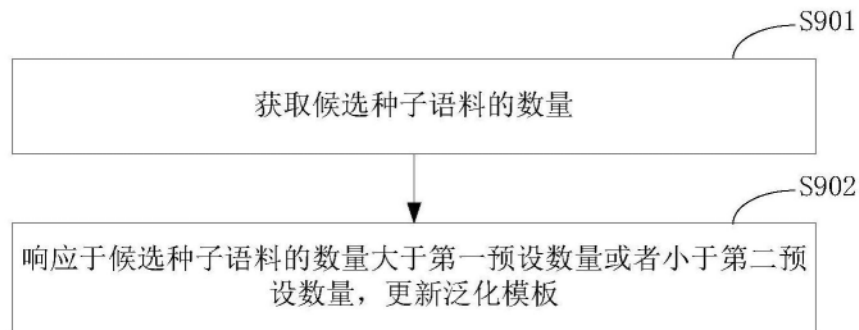 S901
获取候选种子语料的数量
S902
响应于候选种子语料的数量大于第一预设数量或者小于第二预
设数量，更新泛化模板